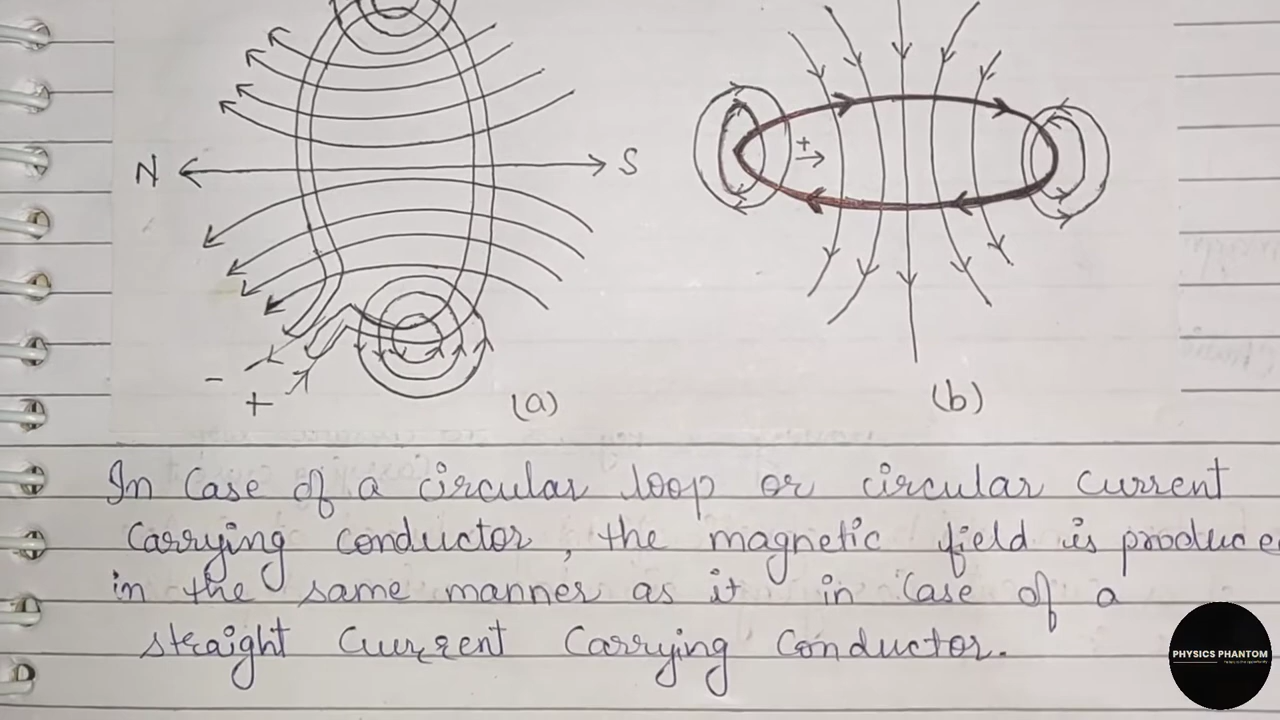 N
S
+
-
+
(a)
(b)
In Case of a circular loop or circular current
Carrying conductor, the magnetic field is produce
in the same manner as it in Case of a
straight Current Carrying Conductor.
PHYSICS PHANTOM